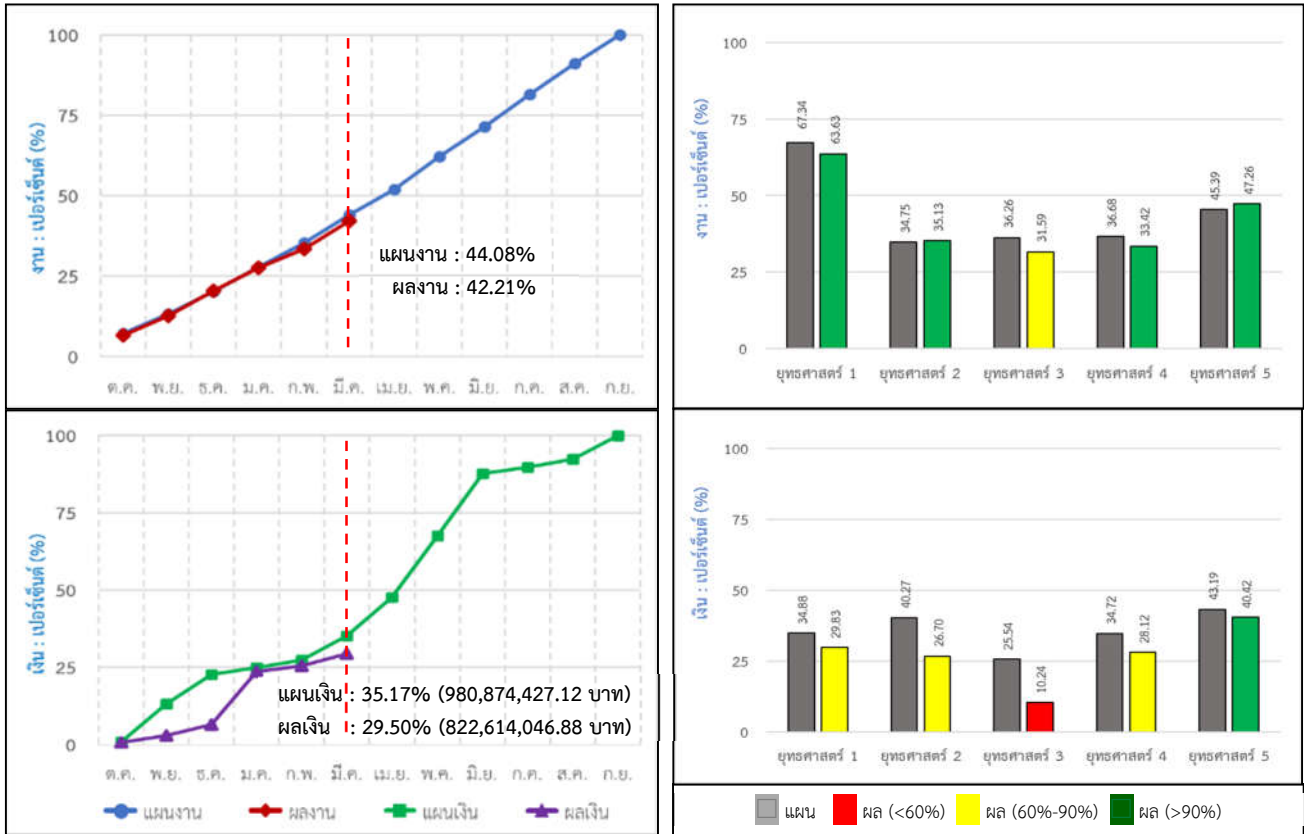 งาน : เปอร์เซ็นต์ (%)
100
75
50
25
0
แผนงาน : 44.08%
ผลงาน : 42.21%
ต.ค. พ.ย. ธ.ค. ม.ค. ก.พ. มี.ค. เม.ย. พ.ค. มิ.ย. ก.ค. ส.ค. ก.ย.
งาน : เปอร์เซ็นต์ (%)
100
75
50
25
0
67.34 63.63 34.75 35.13 36.26 31.59 36.68 33.42 45.39 47.26
ยุทธศาสตร์ 1 ยุทธศาสตร์ 2 ยุทธศาสตร์ 3 ยุทธศาสตร์ 4 ยุทธศาสตร์ 5
เงิน : เปอร์เซ็นต์ (%)
100
75
50
25
0
แผนเงิน : 35.17% (980,874,427.12 บาท)
ผลเงิน : 29.50% (822,614,046.88 บาท)
ต.ค. พ.ย. ธ.ค. ม.ค. ก.พ. มี.ค. เม.ย. พ.ค. มิ.ย. ก.ค. ส.ค. ก.ย.
แผนงาน ผลงาน แผนเงิน ผลเงิน
เงิน : เปอร์เซ็นต์ (%)
100
75
50
25
0
34.88 29.83 40.27 26.70 25.54 10.24 34.72 28.12 43.19 40.42
ยุทธศาสตร์ 1 ยุทธศาสตร์ 2 ยุทธศาสตร์ 3 ยุทธศาสตร์ 4 ยุทธศาสตร์ 5
แผน ผล (<60%) ผล (60%-90%) ผล (>90%)